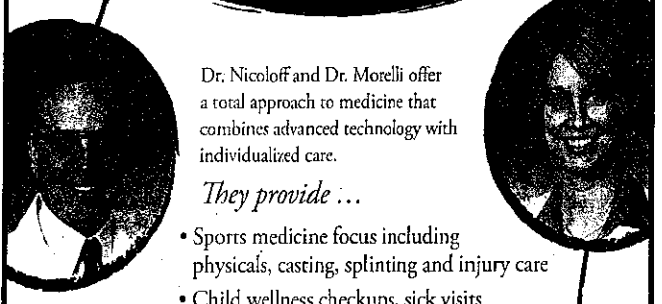 Dr. Nicoloff and Dr. Morelli offer
a total approach to medicine that
combines advanced technology with
individualized care.
They provide ...
• Sports medicine focus including
physicals, casting, splinting and injury care
• Child wellness checkups, sick visits